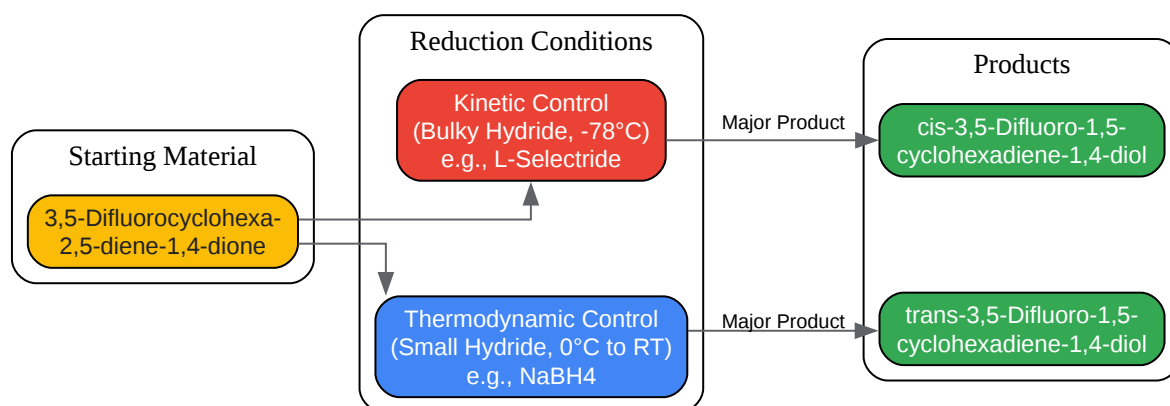 Starting Material
3,5-Difluorocyclohexa-
2,5-diene-1,4-dione
Reduction Conditions
Kinetic Control
(Bulky Hydride, -78°C)
e.g., L-Selectride
Thermodynamic Control
(Small Hydride, 0°C to RT)
e.g., NaBH4
Major Product
Major Product
Products
cis-3,5-Difluoro-1,5-
cyclohexadiene-1,4-diol
trans-3,5-Difluoro-1,5-
cyclohexadiene-1,4-diol